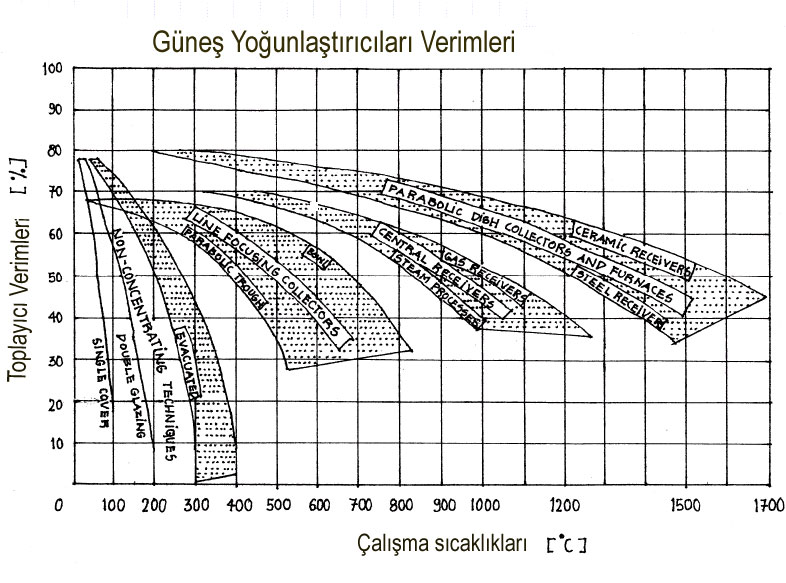 Güneş Yoğunlaştırıcıları Verimleri
100
90
80
70
60
50
40
30
20
10
0
Toplayıcı Verimleri [%]
SINGLE COVER
DOUBLE GLAZING
NON-CONCENTRATING TECHNIQUES
EVACUATED
LINE FOCUSING COLLECTORS
PARABOLIC TROUGH
BOWL
GAS RECEIVERS
CENTRAL RECEIVERS
STEAM PROCESSES
PARABOLIC DISH COLLECTORS AND FURNACES
CERAMIC RECEIVERS
STEEL RECEIVER
100 200 300 400 500 600 700 800 900 1000 1200 1500 1700
Çalışma sıcaklıkları [°C]